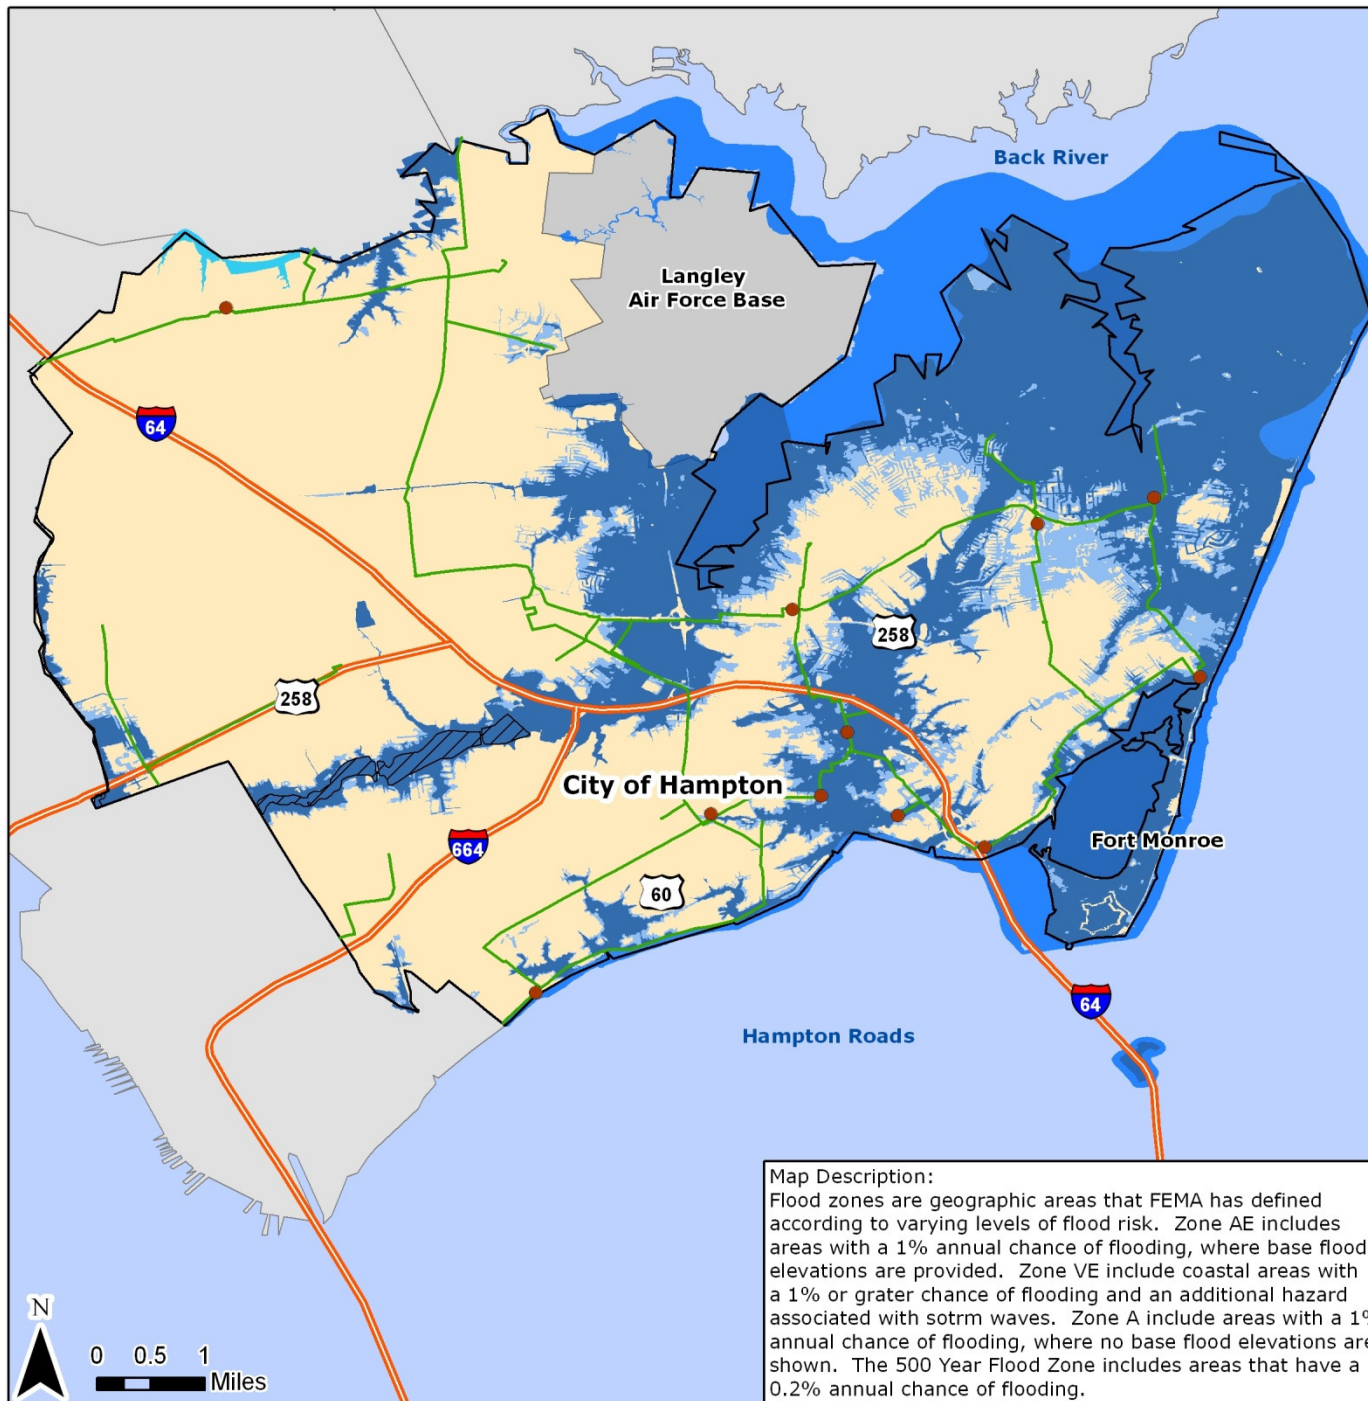 Back River
Langley
Air Force Base
64
258
258
City of Hampton
664
Fort Monroe
60
64
Hampton Roads
Map Description:
Flood zones are geographic areas that FEMA has defined
according to varying levels of flood risk. Zone AE includes
areas with a 1% annual chance of flooding, where base flood
elevations are provided. Zone VE include coastal areas with
a 1% or grater chance of flooding and an additional hazard
associated with sotrm waves. Zone A include areas with a 1%
annual chance of flooding, where no base flood elevations are
shown. The 500 Year Flood Zone includes areas that have a
0.2% annual chance of flooding.
N
0 0.5 1
Miles